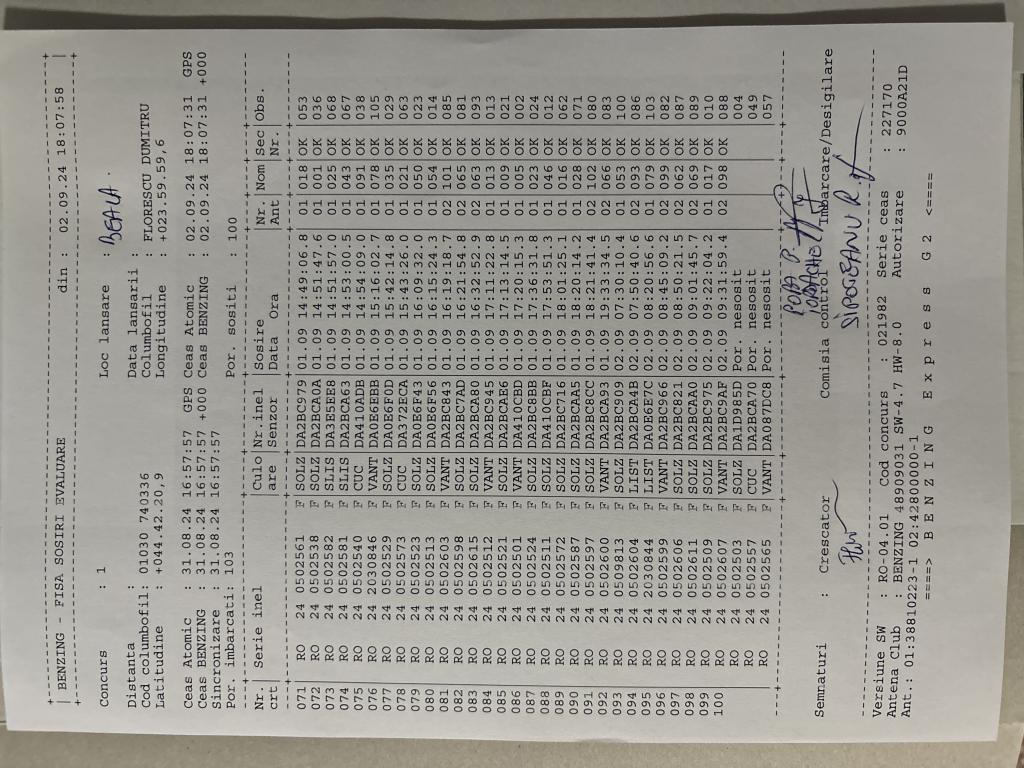 | BENZING - FISA SOSIRI EVALUARE din : 02.09.24 18:07:58 |
Concurs : 1 Loc lansare : BEALA.
Distanta : Data lansarii :
Cod columbofil: 01030 740336 Columbofil : FLORESCU DUMITRU
Latitudine : +044.42.20,9 Longitudine : +023.59.59,6
Ceas Atomic : 31.08.24 16:57:57 GPS Ceas Atomic : 02.09.24 18:07:31 GPS
Ceas BENZING : 31.08.24 16:57:57 +000 Ceas BENZING : 02.09.24 18:07:31 +000
Sincronizare : 31.08.24 16:57:57
Por. imbarcati: 103 Por. sositi : 100
Nr. | Serie inel |Culo|Nr.inel |Sosire |Nr. |Nom|Sec|Obs.
crt | |are |Senzor |Data Ora |Ant | |Nr.|
071 RO 24 0502561 F SOLZ DA2BC979 01.09 14:49:06.8 01 018 OK 053
072 RO 24 0502538 F SOLZ DA2BCA0A 01.09 14:51:47.6 01 001 OK 036
073 RO 24 0502582 F SLIS DA3E5EE8 01.09 14:51:57.0 01 025 OK 068
074 RO 24 0502581 F SLIS DA2BCA63 01.09 14:53:00.5 01 043 OK 067
075 RO 24 0502540 F CUC DA410ADB 01.09 14:54:09.0 01 091 OK 038
076 RO 24 2030846 F VANT DA0E6EBB 01.09 15:16:02.7 01 078 OK 105
077 RO 24 0502529 F SOLZ DA0E6F0D 01.09 15:42:14.8 01 035 OK 029
078 RO 24 0502573 F CUC DA372ECA 01.09 15:43:26.0 01 021 OK 063
079 RO 24 0502523 F SOLZ DA0E6F43 01.09 16:09:32.0 01 050 OK 023
080 RO 24 0502513 F SOLZ DA0E6F56 01.09 16:15:24.3 01 054 OK 014
081 RO 24 0502603 F VANT DA2BC843 01.09 16:19:18.7 02 101 OK 085
082 RO 24 0502598 F SOLZ DA2BC7AD 01.09 16:21:54.8 02 065 OK 081
083 RO 24 0502615 F SOLZ DA2BCA80 01.09 16:32:52.9 02 063 OK 093
084 RO 24 0502512 F VANT DA2BC945 01.09 17:11:22.8 01 013 OK 013
085 RO 24 0502521 F SOLZ DA2BCAE6 01.09 17:13:14.5 01 009 OK 021
086 RO 24 0502501 F VANT DA410CBD 01.09 17:20:15.3 01 005 OK 002
087 RO 24 0502524 F SOLZ DA2BC8BB 01.09 17:36:31.8 01 023 OK 024
088 RO 24 0502511 F SOLZ DA410CBF 01.09 17:53:51.3 01 046 OK 012
089 RO 24 0502572 F SOLZ DA2BC716 01.09 18:01:25.1 01 016 OK 062
090 RO 24 0502587 F SOLZ DA2BCAA5 01.09 18:20:14.2 01 028 OK 071
091 RO 24 0502597 F SOLZ DA2BC8CC 01.09 18:21:41.4 02 102 OK 080
092 RO 24 0502600 F VANT DA2BCA93 01.09 19:33:34.5 02 066 OK 083
093 RO 24 0509813 F SOLZ DA2BC909 02.09 07:30:10.4 01 053 OK 100
094 RO 24 0502604 F LIST DA2BCA4B 02.09 07:50:40.6 02 093 OK 086
095 RO 24 2030844 F LIST DA0E6E7C 02.09 08:20:56.6 01 079 OK 103
096 RO 24 0502599 F VANT DA2BC966 02.09 08:45:09.2 02 099 OK 082
097 RO 24 0502606 F SOLZ DA2BC821 02.09 08:50:21.5 02 062 OK 087
098 RO 24 0502611 F SOLZ DA2BCAA0 02.09 09:01:45.7 02 069 OK 089
099 RO 24 0502509 F SOLZ DA2BC975 02.09 09:22:04.2 01 017 OK 010
100 RO 24 0502607 F VANT DA2BC9AF 02.09 09:31:59.4 02 098 OK 088
RO 24 0502503 F SOLZ DA1D985D Por. nesosit 004
RO 24 0502557 F CUC DA2BCA70 Por. nesosit 049
RO 24 0502565 F VANT DA087DC8 Por. nesosit 057
POPA P.
Semnaturi : Crescator Comisia control Imbarcare/Desigilare
SIPOSEANU R.
Versiune SW : RO-04.01 Cod concurs : 021982 Serie ceas : 227170
Antena Club : BENZING 48909031 SW-4.7 HW-8.0 Autorizare : 9000A21D
Ant.: 01:38810223-1 02:42800000-1
====> B E N Z I N G E x p r e s s G 2 <====